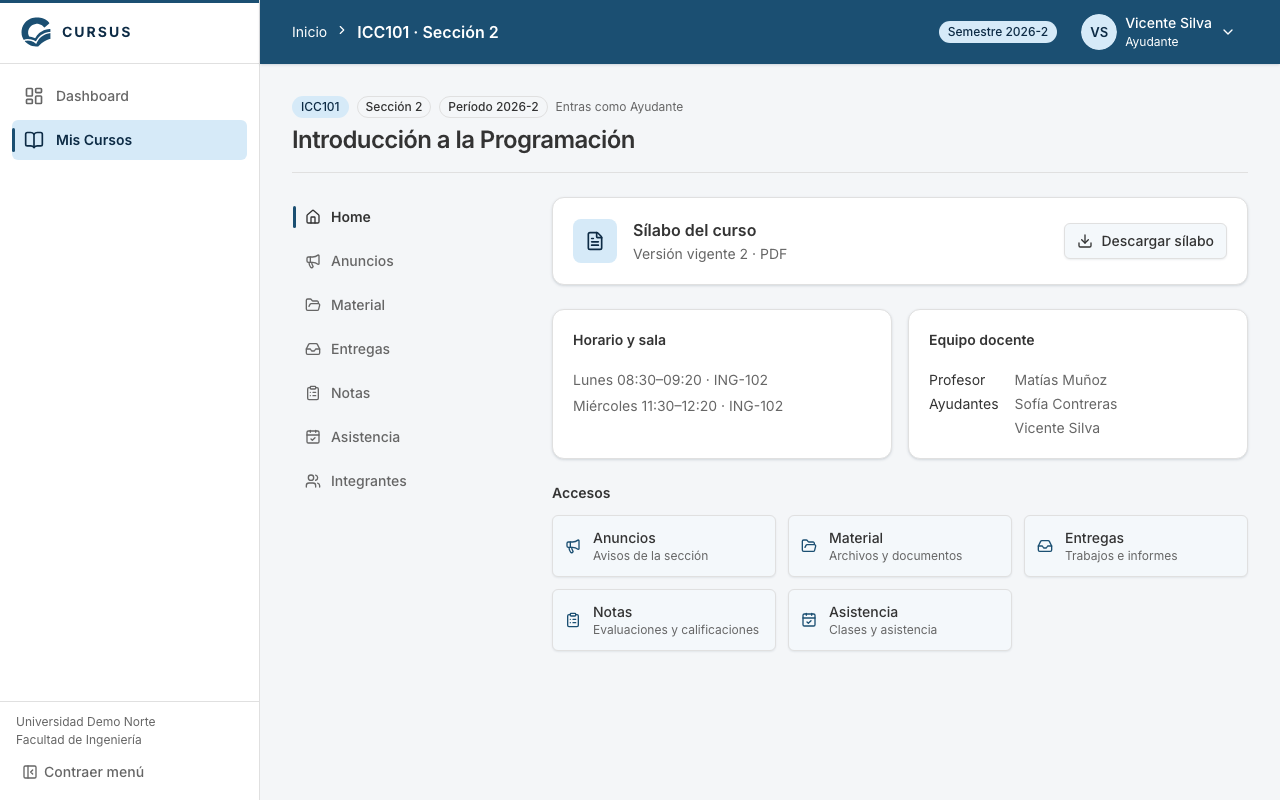 CURSUS
Inicio
ICC101 · Sección 2
Semestre 2026-2
VS
Vicente Silva
Ayudante
Dashboard
Mis Cursos
ICC101
Sección 2
Período 2026-2
Entras como Ayudante
Introducción a la Programación
Home
Anuncios
Material
Entregas
Notas
Asistencia
Integrantes
Sílabo del curso
Versión vigente 2 · PDF
Descargar sílabo
Horario y sala
Lunes 08:30–09:20 · ING-102
Miércoles 11:30–12:20 · ING-102
Equipo docente
Profesor Matías Muñoz
Ayudantes Sofía Contreras
Vicente Silva
Accesos
Anuncios
Avisos de la sección
Material
Archivos y documentos
Entregas
Trabajos e informes
Notas
Evaluaciones y calificaciones
Asistencia
Clases y asistencia
Universidad Demo Norte
Facultad de Ingeniería
Contraer menú